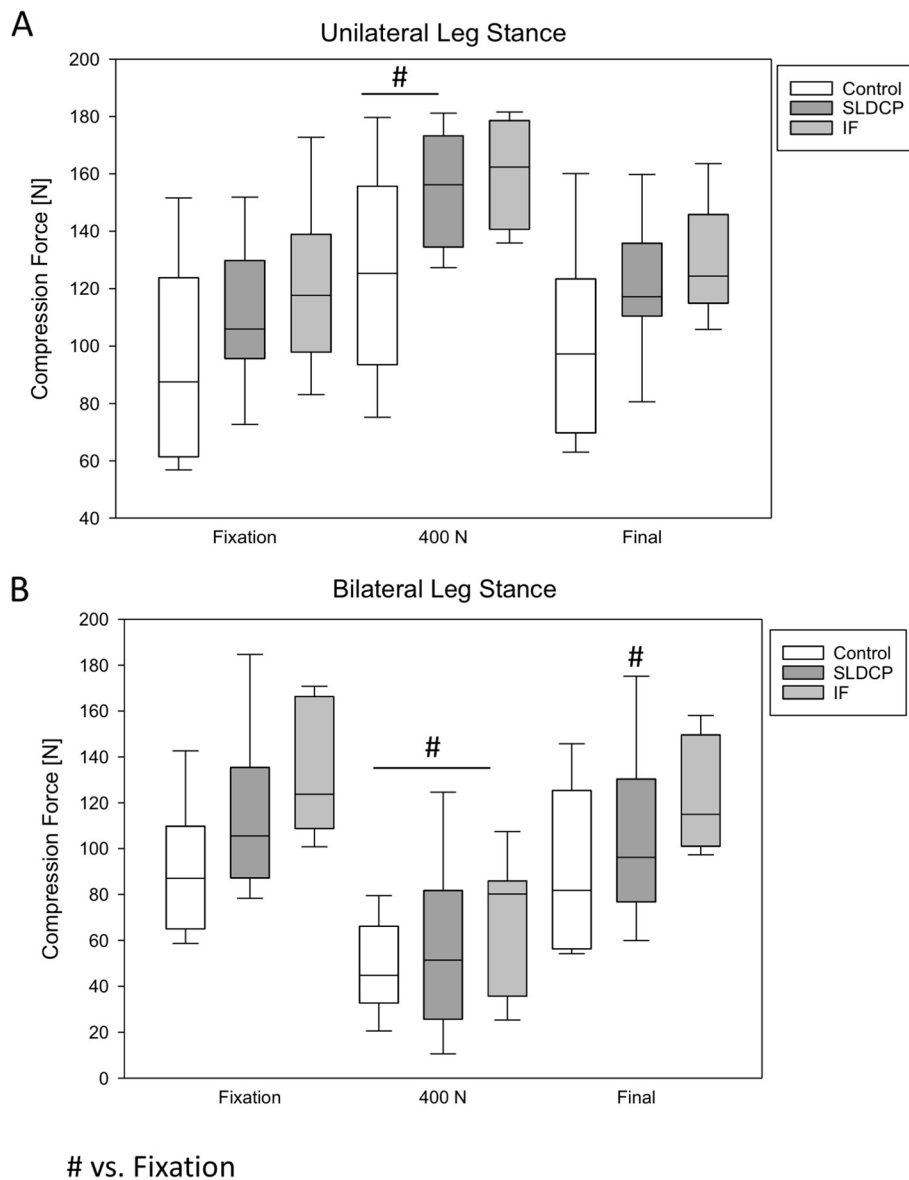 A
Unilateral Leg Stance
200
180
160
140
120
100
80
60
40
Compression Force [N]
#
Control
SLDCP
IF
Fixation
400 N
Final
B
Bilateral Leg Stance
200
180
160
140
120
100
80
60
40
20
0
Compression Force [N]
#
#
Control
SLDCP
IF
Fixation
400 N
Final
# vs. Fixation